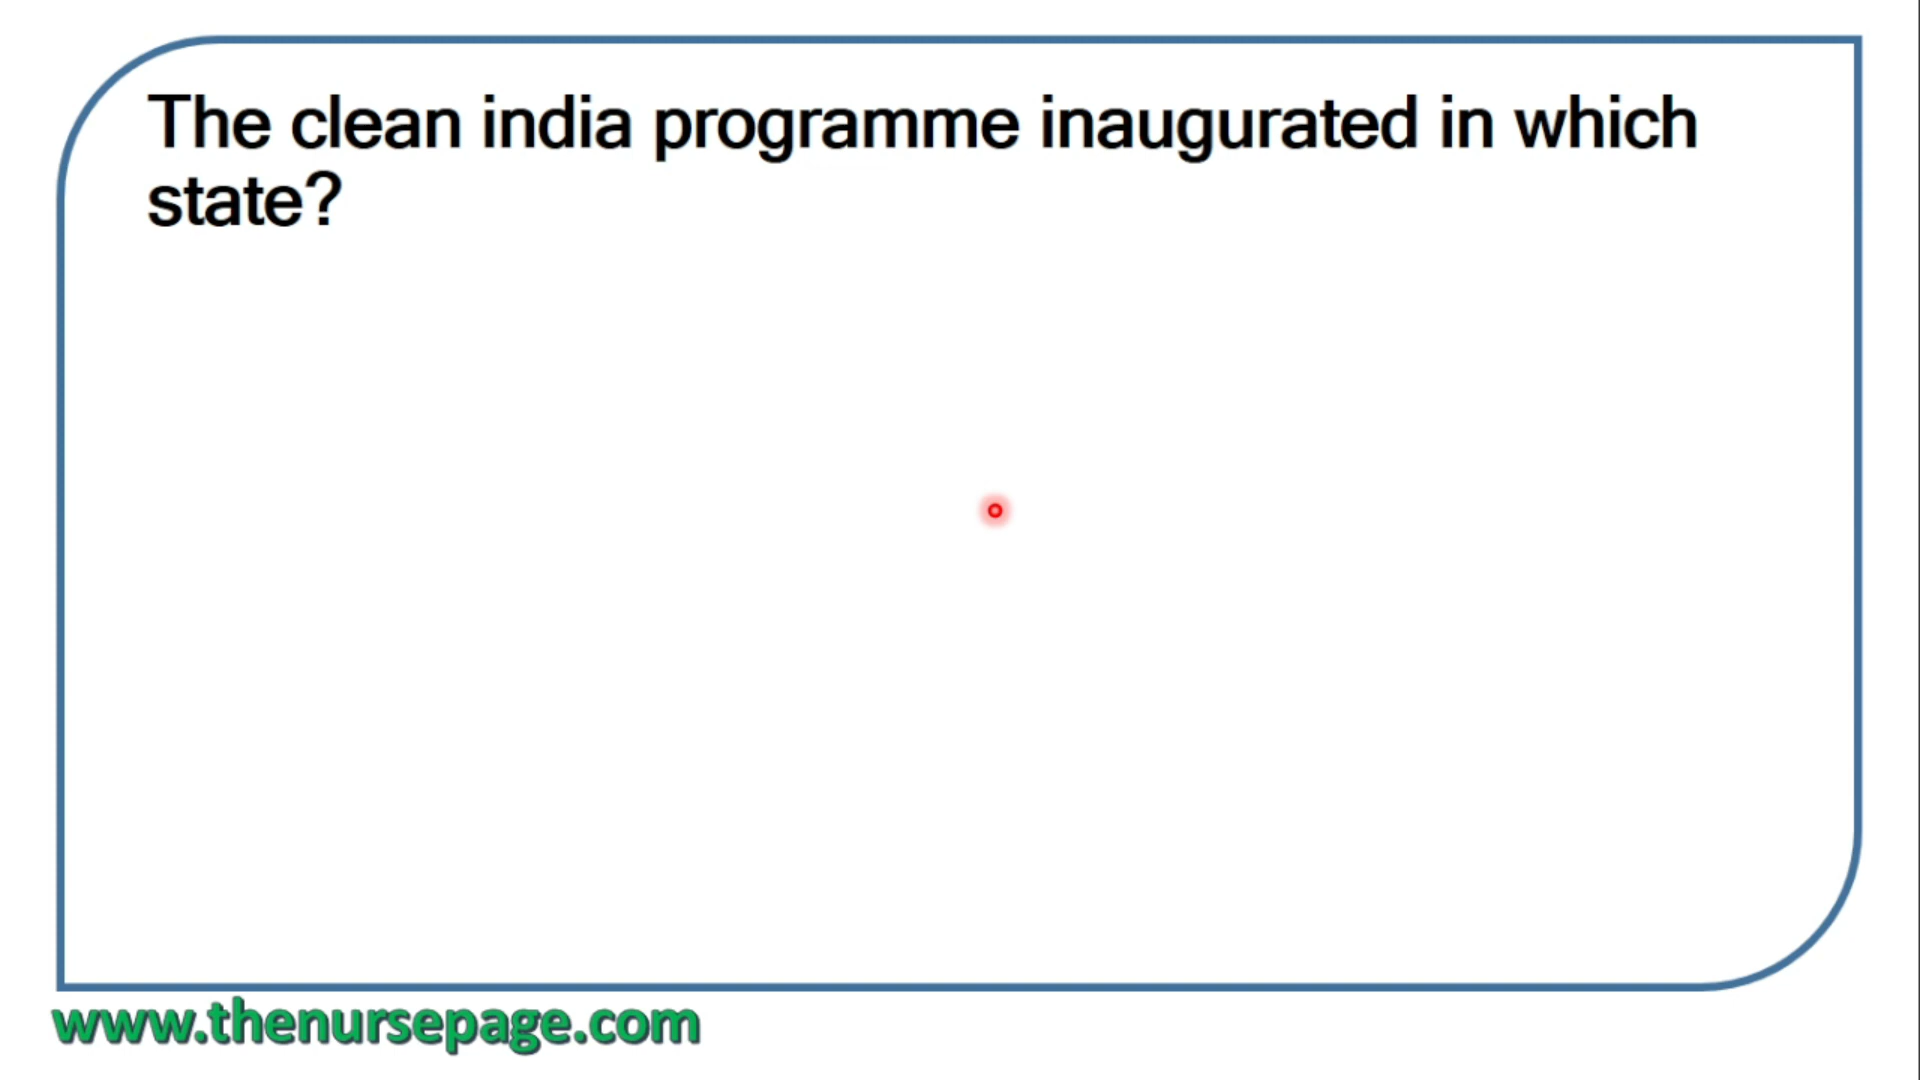 The clean india programme inaugurated in which
state?
www.thenursepage.com